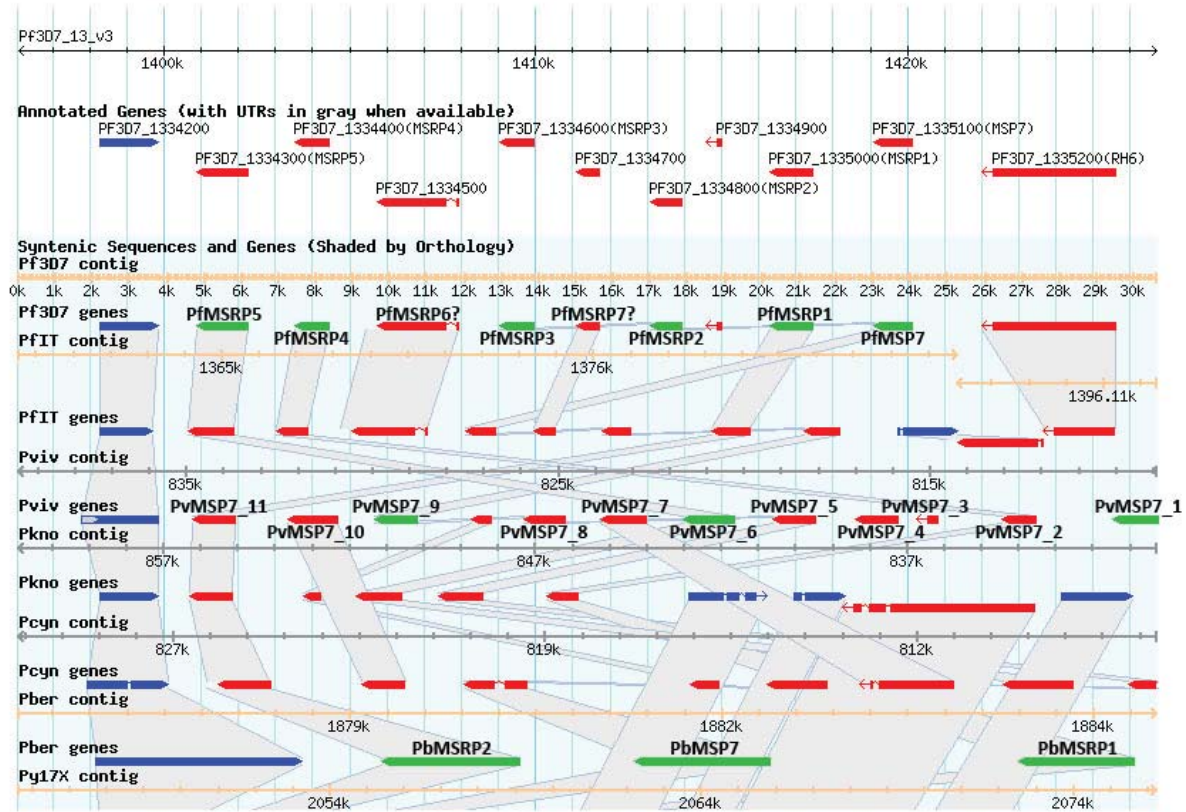 Pf3D7_13_v3
1400k 1410k 1420k
Annotated Genes (with UTRs in gray when available)
PF3D7_1334200 PF3D7_1334400(MSRP4) PF3D7_1334600(MSRP3) PF3D7_1334900 PF3D7_1335100(MSP7)
PF3D7_1334300(MSRP5) PF3D7_1334700 PF3D7_1335000(MSRP1) PF3D7_1335200(RH6)
PF3D7_1334500 PF3D7_1334800(MSRP2)
Syntenic Sequences and Genes (Shaded by Orthology)
Pf3D7 contig
0k 1k 2k 3k 4k 5k 6k 7k 8k 9k 10k 11k 12k 13k 14k 15k 16k 17k 18k 19k 20k 21k 22k 23k 24k 25k 26k 27k 28k 29k 30k
Pf3D7 genes PfMSRP5 PfMSRP6? PfMSRP7? PfMSRP1
PfIT contig PfMSRP4 PfMSRP3 PfMSRP2 PfMSP7
1365k 1376k
1396.11k
PfIT genes
Pviv contig
835k 825k 815k
Pviv genes PvMSP7_11 PvMSP7_9 PvMSP7_7 PvMSP7_5 PvMSP7_3 PvMSP7_1
Pkno contig PvMSP7_10 PvMSP7_8 PvMSP7_6 PvMSP7_4 PvMSP7_2
857k 847k 837k
Pkno genes
Pcyn contig
827k 819k 812k
Pcyn genes
Pber contig
1879k 1882k 1884k
Pber genes PbMSRP2 PbMSP7 PbMSRP1
Py17X contig
2054k 2064k 2074k